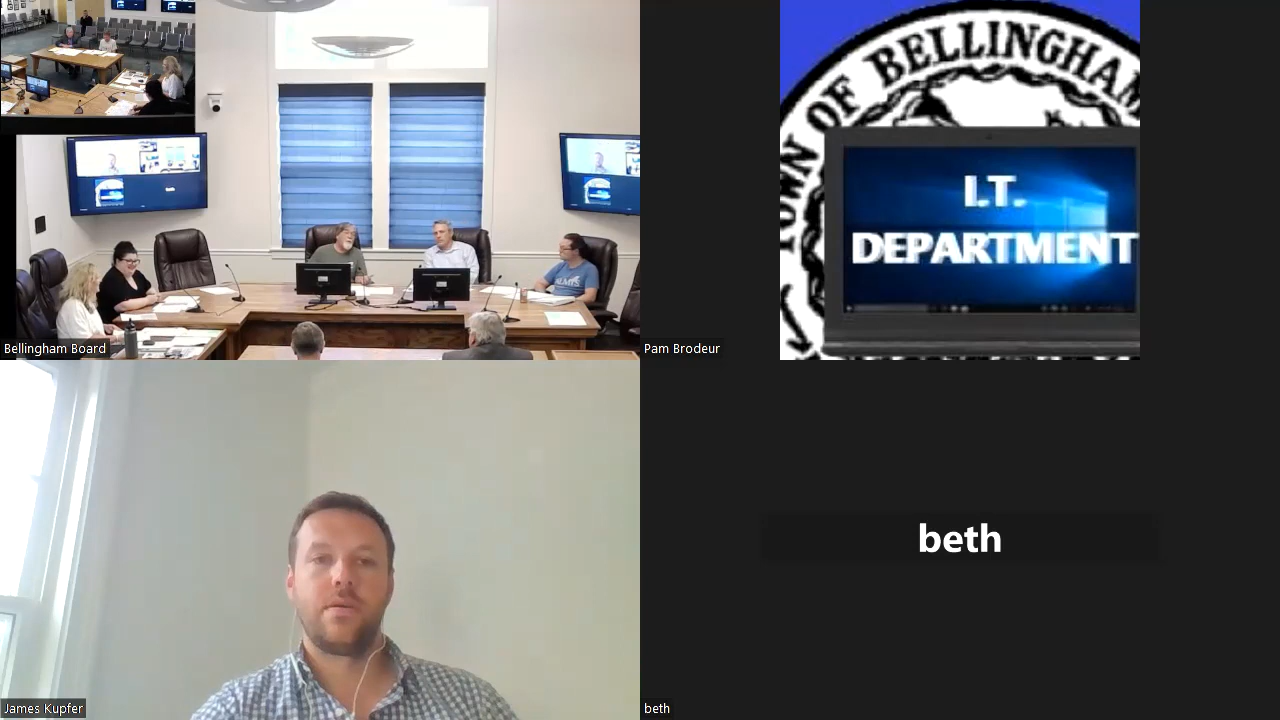 Bellingham Board
TOWN OF BELLINGHAM
I.T.
DEPARTMENT
Pam Brodeur
James Kupfer
beth
beth